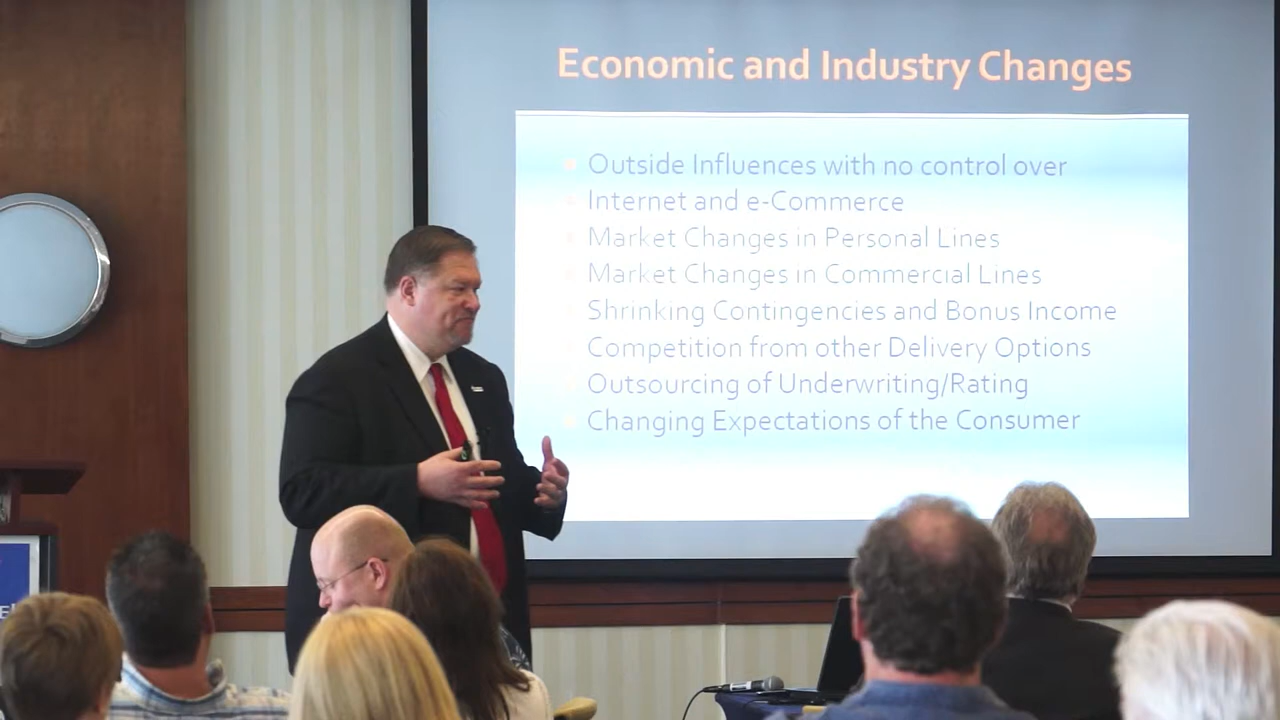 Economic and Industry Changes
Outside Influences with no control over
Internet and e-Commerce
Market Changes in Personal Lines
Market Changes in Commercial Lines
Shrinking Contingencies and Bonus Income
Competition from other Delivery Options
Outsourcing of Underwriting/Rating
Changing Expectations of the Consumer